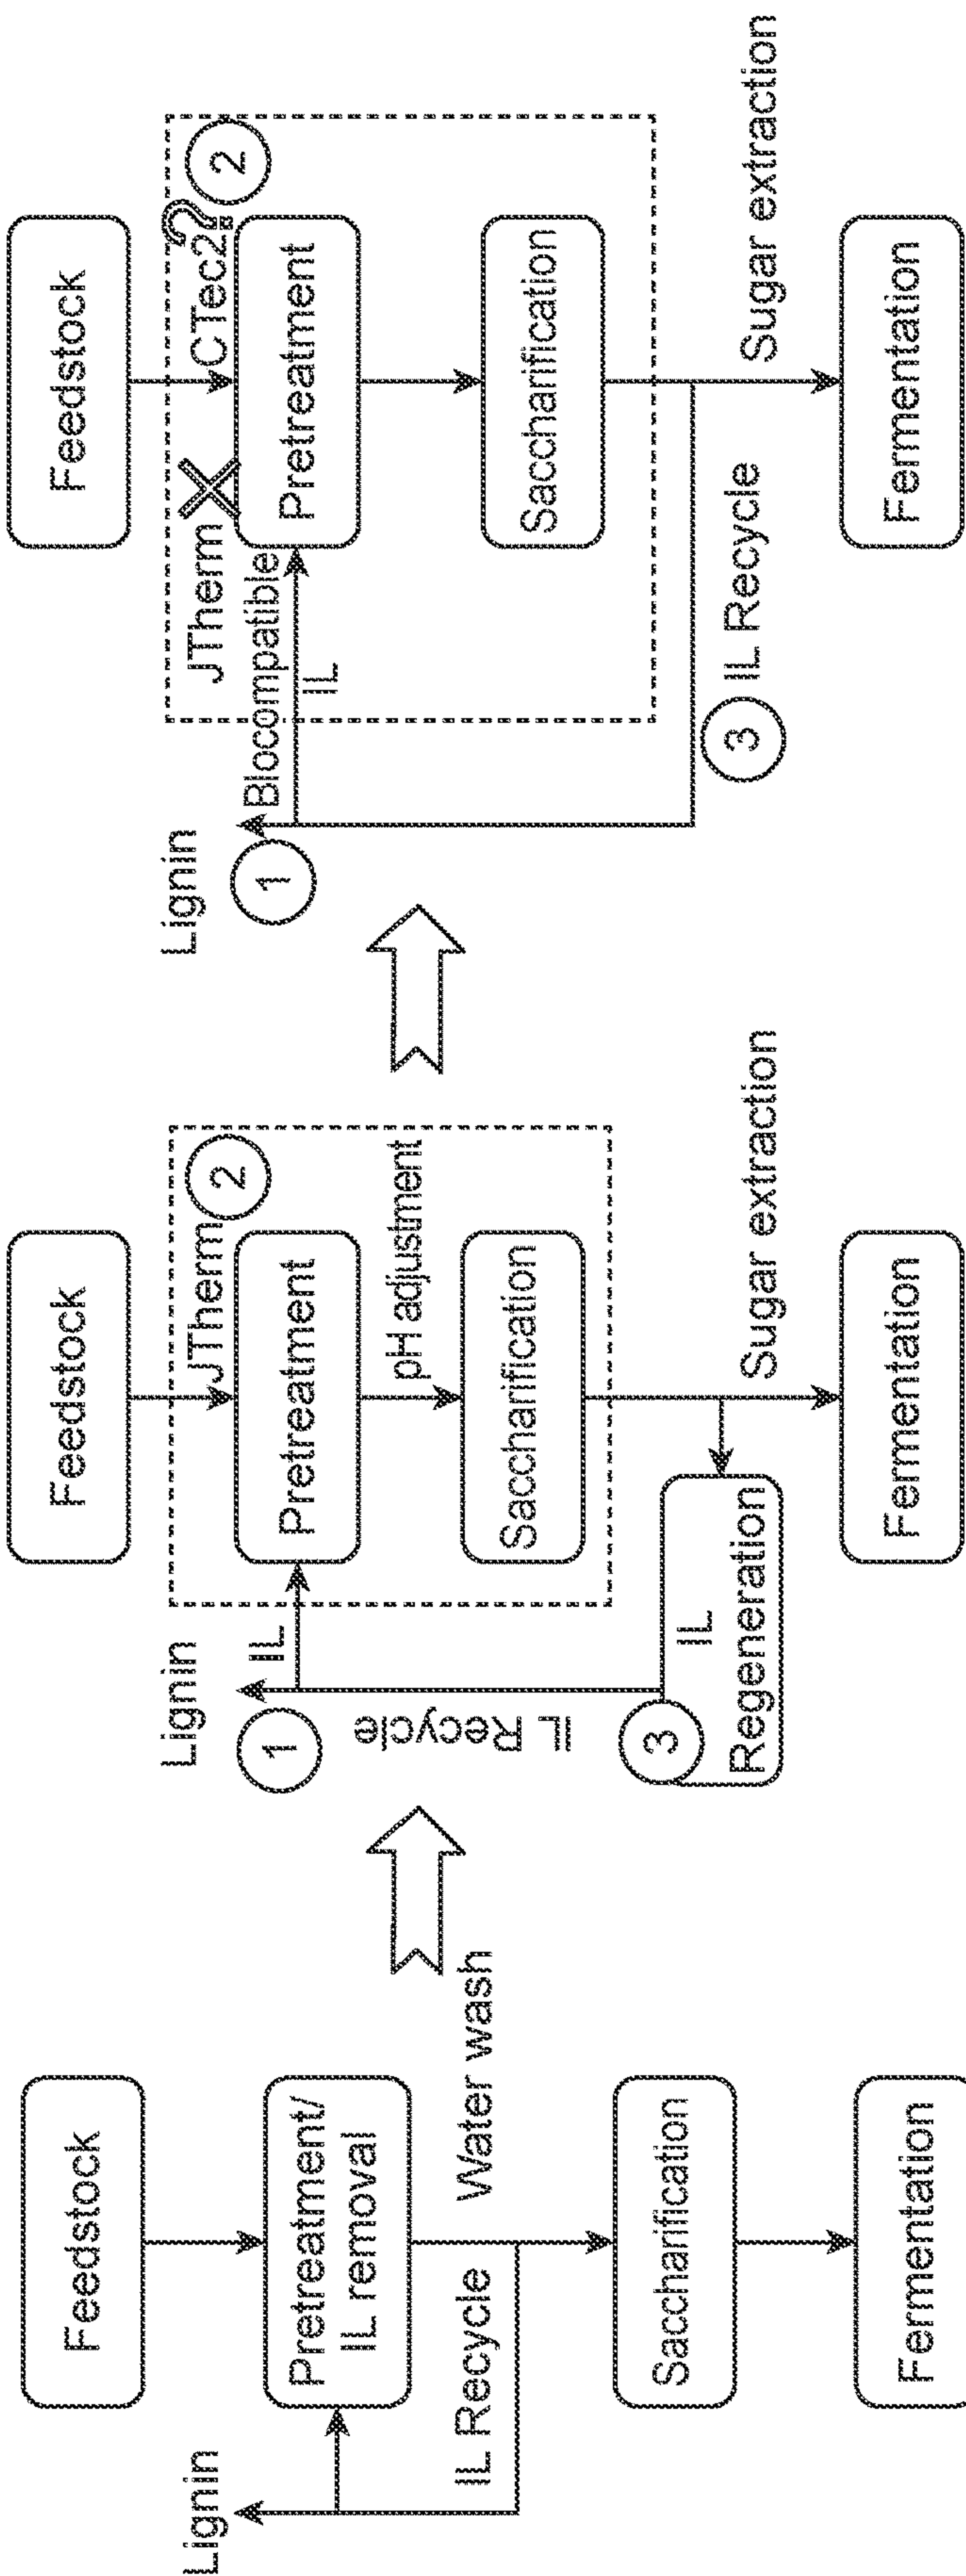 Feedstock
Lignin
Pretreatment/
IL removal
IL Recycle
Water wash
Saccharification
Fermentation
Feedstock
Lignin
JTherm
2
1
IL
Pretreatment
pH adjustment
IL Recycle
Saccharification
3
IL
Regeneration
Sugar extraction
Fermentation
Feedstock
Lignin
JTherm X
CTec2?
2
1
Biocompatible
IL
Pretreatment
Saccharification
3
IL Recycle
Sugar extraction
Fermentation